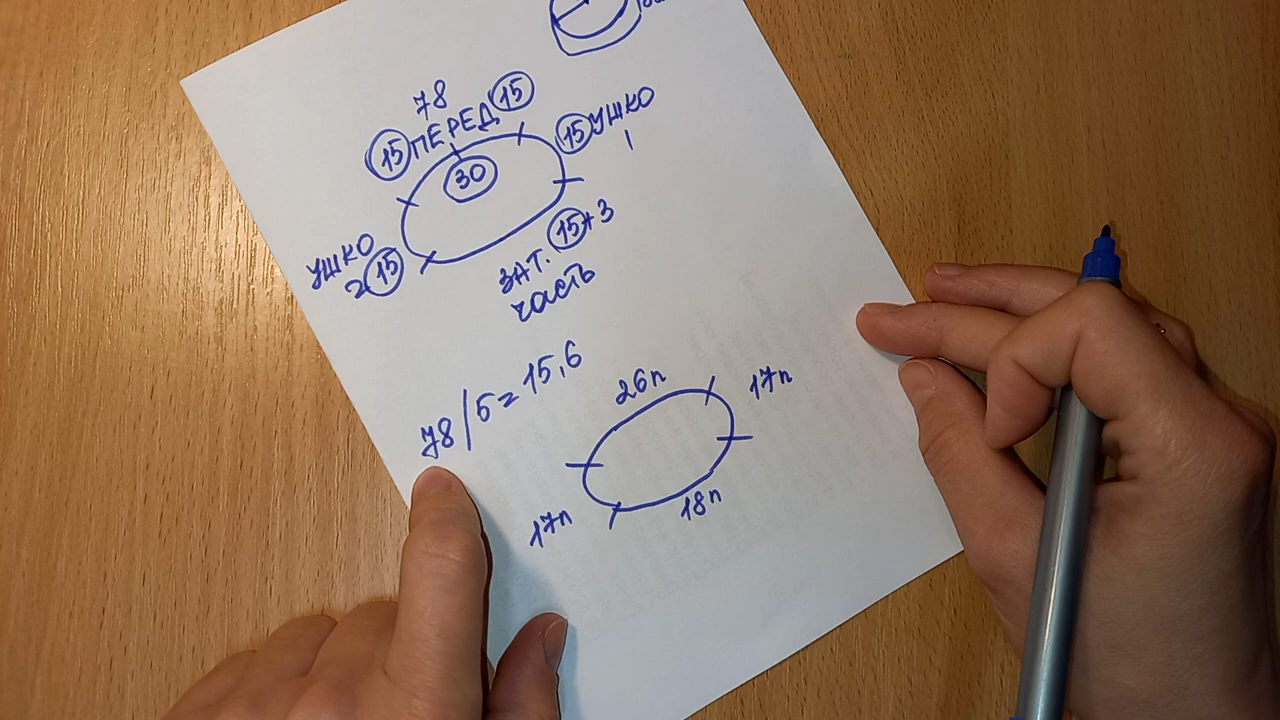 78
15 ПЕРЕД 15
30
15 УШКО
1
УШКО
2 15
ЗАТ. 15+3
часть
78/5=15,6
26п
17п
17п
18п